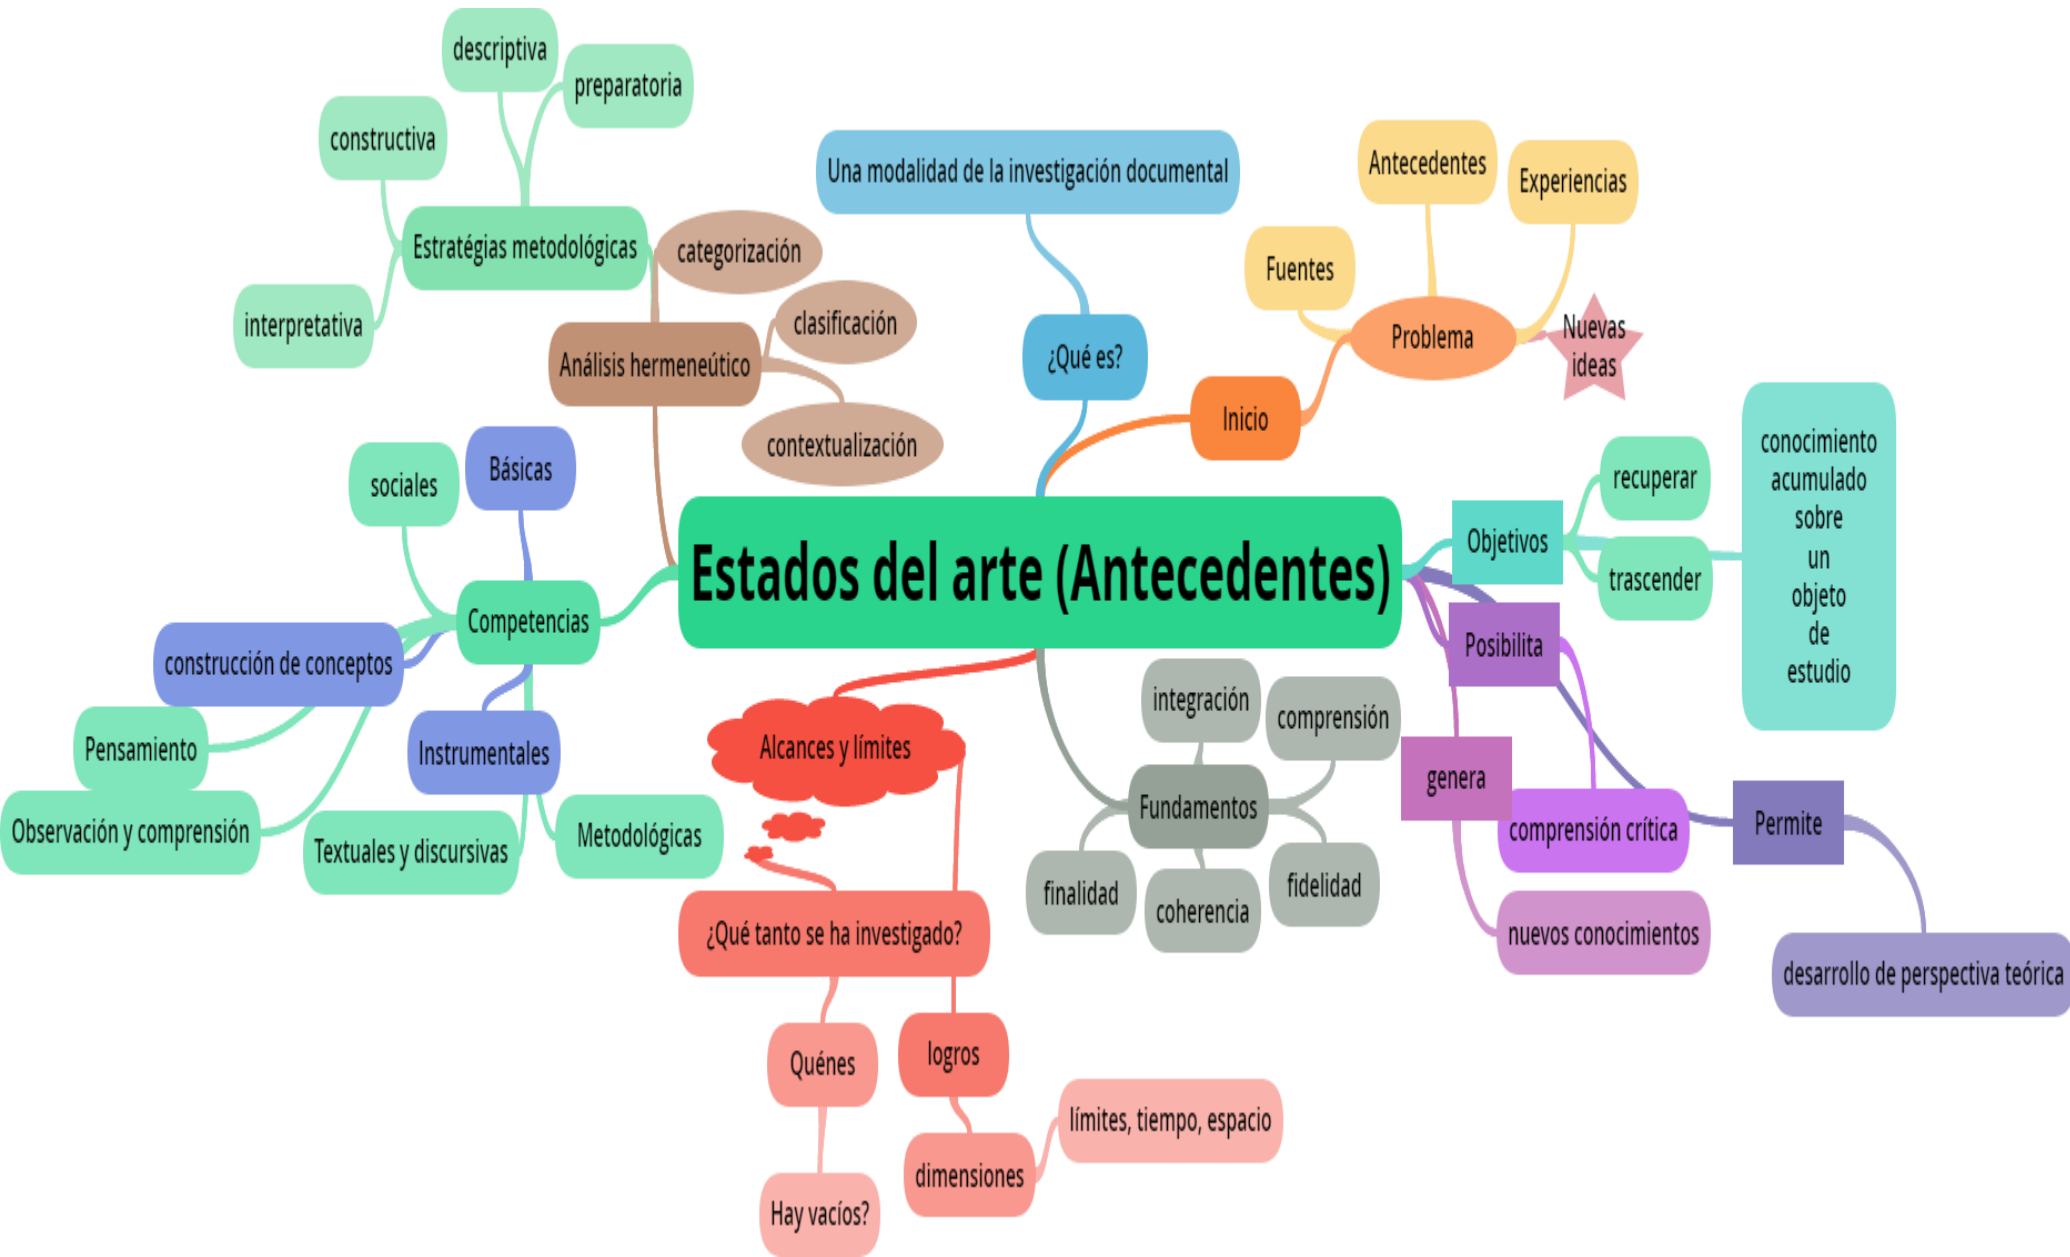 descriptiva
preparatoria
constructiva
Estratégias metodológicas
interpretativa
categorización
clasificación
Análisis hermeneútico
contextualización
Una modalidad de la investigación documental
¿Qué es?
Antecedentes
Experiencias
Fuentes
Problema
Nuevas
ideas
Inicio
sociales
Básicas
Competencias
construcción de conceptos
Pensamiento
Instrumentales
Observación y comprensión
Textuales y discursivas
Metodológicas
Estados del arte (Antecedentes)
Objetivos
recuperar
trascender
conocimiento
acumulado
sobre
un
objeto
de
estudio
Posibilita
genera
comprensión crítica
Permite
nuevos conocimientos
desarrollo de perspectiva teórica
integración
comprensión
Fundamentos
finalidad
coherencia
fidelidad
Alcances y límites
¿Qué tanto se ha investigado?
Quénes
logros
Hay vacíos?
dimensiones
límites, tiempo, espacio